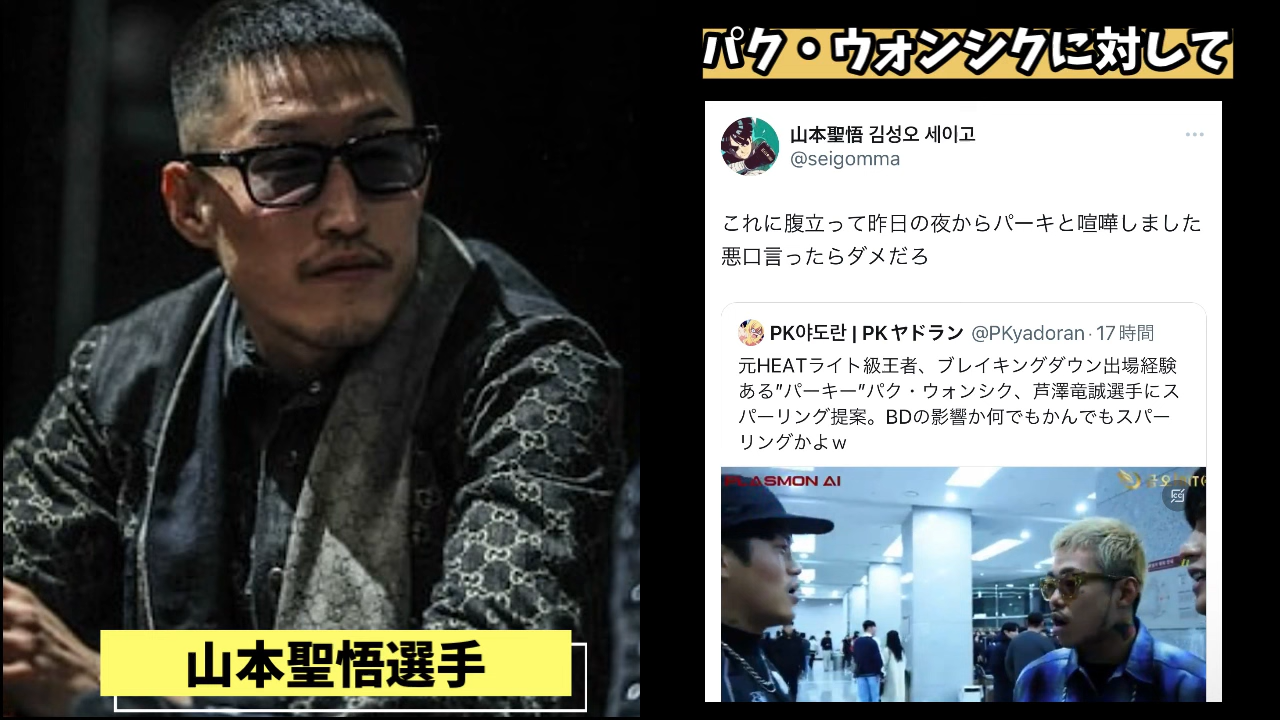 パク・ウォンシクに対して
山本聖悟 김성오 세이고
@seigomma
これに腹立って昨日の夜からパーキと喧嘩しました
悪口言ったらダメだろ
PK야도란 | PK ヤドラン @PKyadoran · 17 時間
元HEATライト級王者、ブレイキングダウン出場経験
ある"パーキー"パク・ウォンシク、芦澤竜誠選手にス
パーリング提案。BDの影響か何でもかんでもスパー
リングかよｗ
PLASMON AI
山本聖悟選手